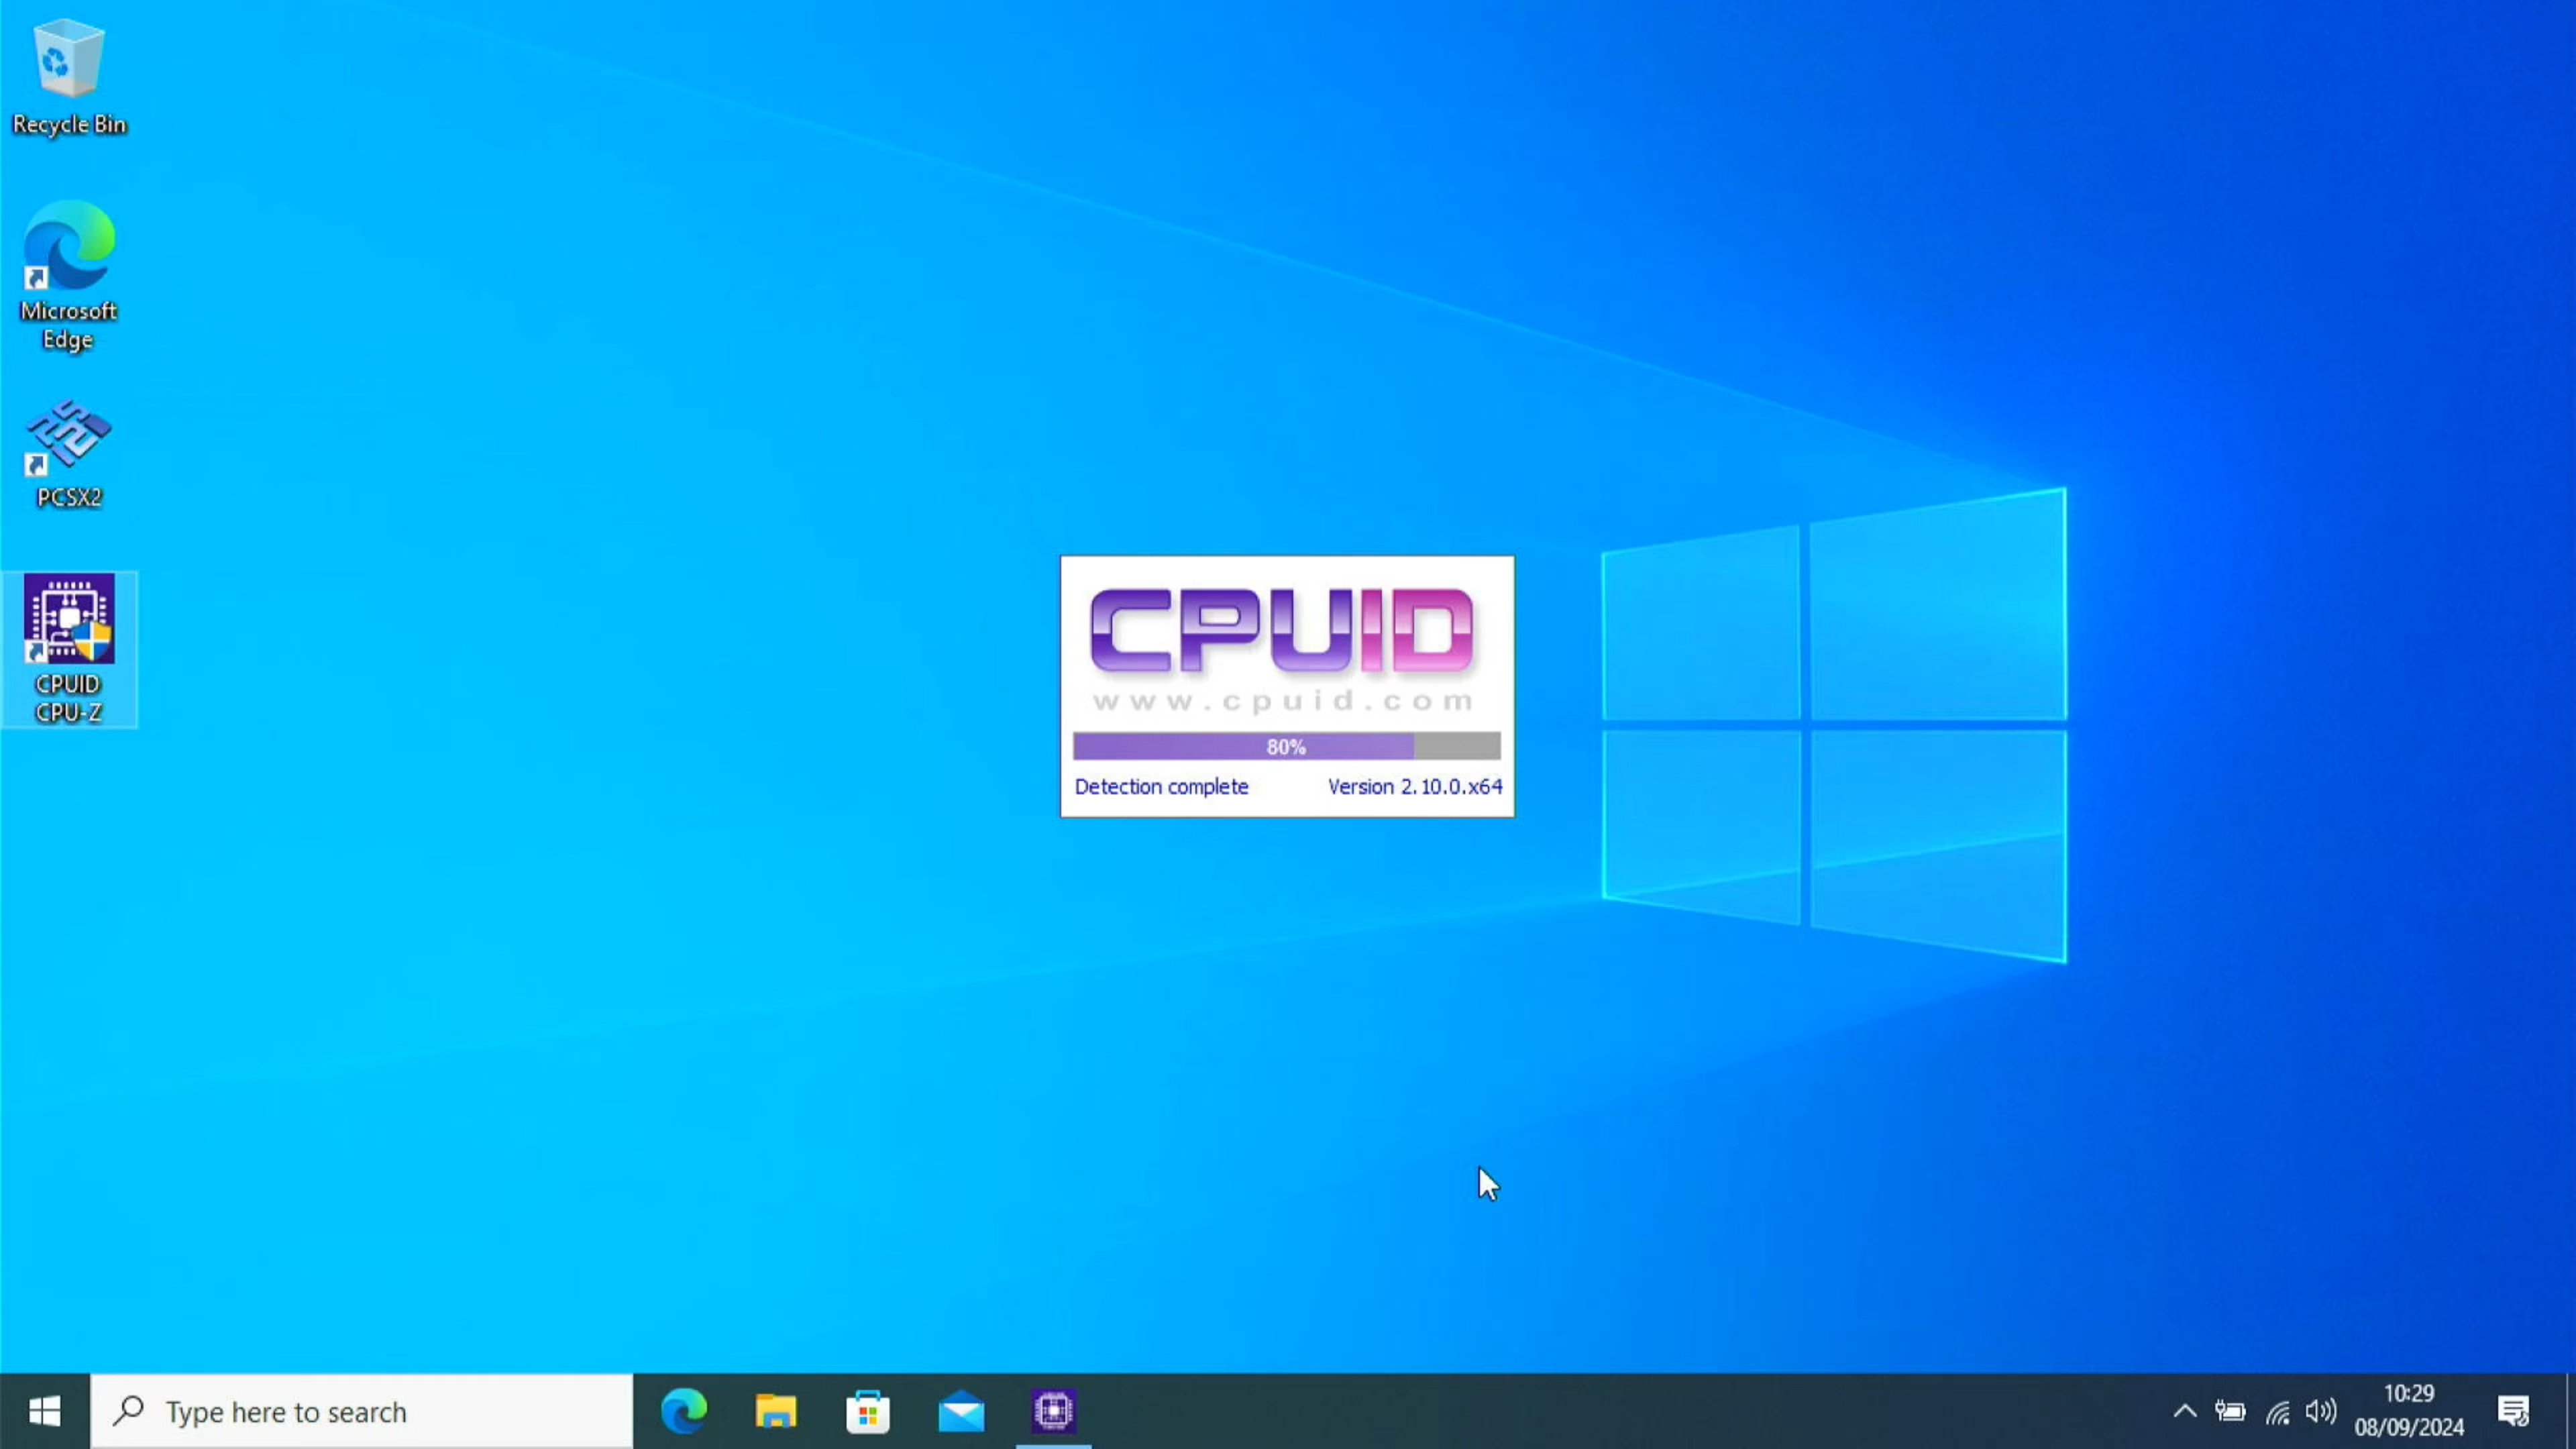 Recycle Bin
Microsoft
Edge
PCSX2
CPUID
CPU-Z
CPUID
www.cpuid.com
80%
Detection complete
Version 2.10.0.x64
Type here to search
10:29
08/09/2024